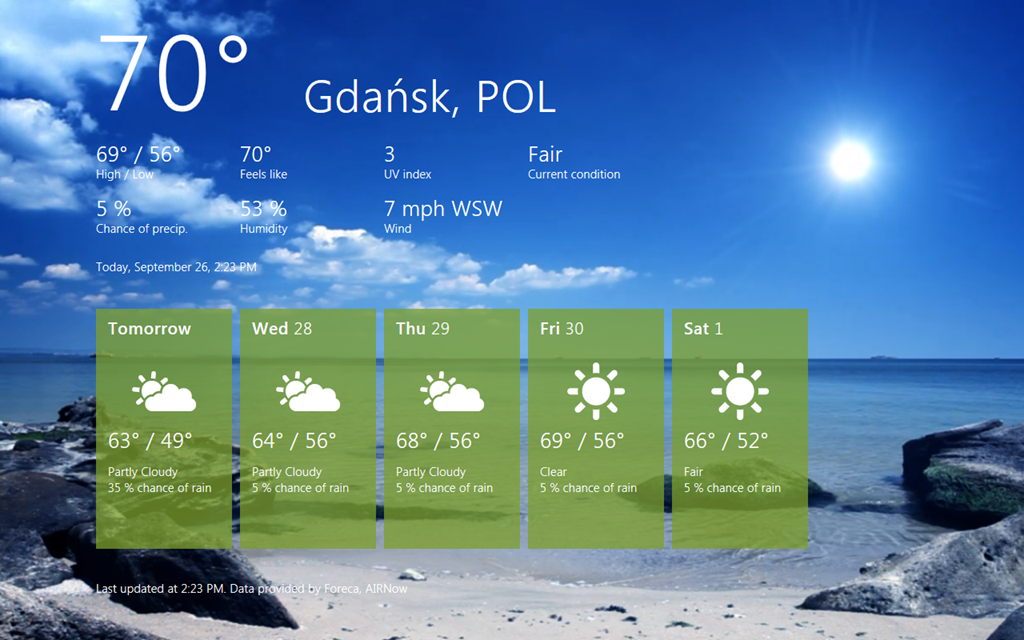 70°
Gdańsk, POL
69° / 56°
High / Low
70°
Feels like
3
UV index
Fair
Current condition
5 %
Chance of precip.
53 %
Humidity
7 mph WSW
Wind
Today, September 26, 2:23 PM
Tomorrow
63° / 49°
Partly Cloudy
35 % chance of rain
Wed 28
64° / 56°
Partly Cloudy
5 % chance of rain
Thu 29
68° / 56°
Partly Cloudy
5 % chance of rain
Fri 30
69° / 56°
Clear
5 % chance of rain
Sat 1
66° / 52°
Fair
5 % chance of rain
Last updated at 2:23 PM. Data provided by Foreca, AIRNow